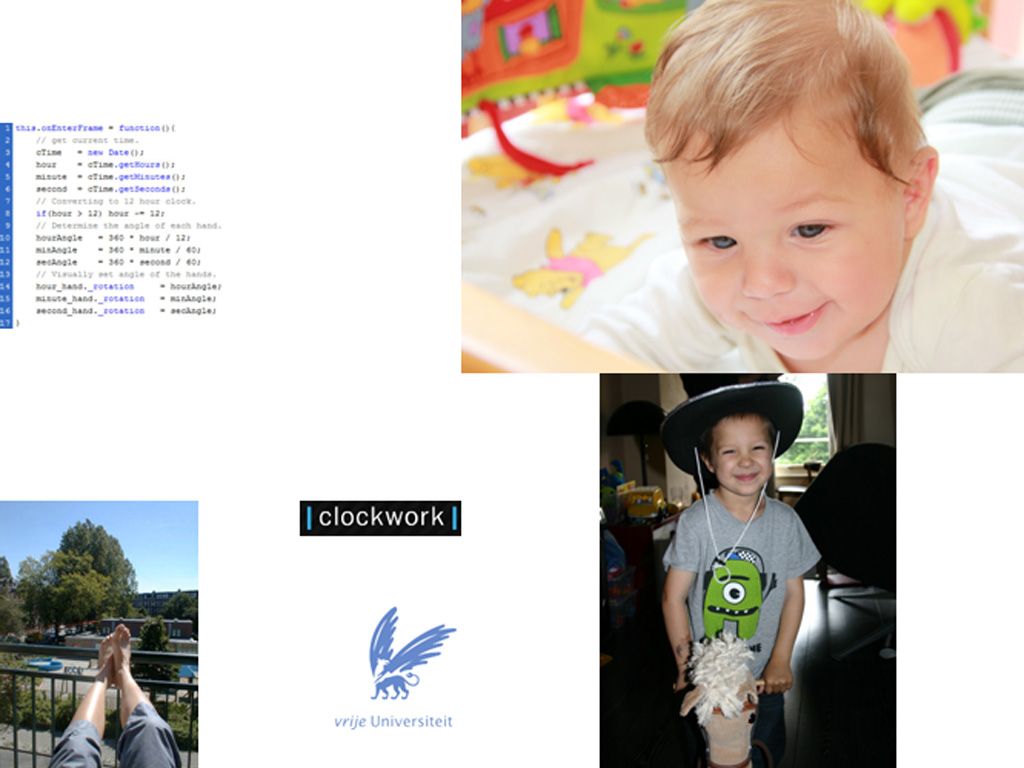 1 this.onEnterFrame = function(){
2 // get current time.
3 cTime = new Date();
4 hour = cTime.getHours();
5 minute = cTime.getMinutes();
6 second = cTime.getSeconds();
7 // Converting to 12 hour clock.
8 if(hour > 12) hour -= 12;
9 // Determine the angle of each hand.
10 hourAngle = 360 * hour / 12;
11 minAngle = 360 * minute / 60;
12 secAngle = 360 * second / 60;
13 // Visually set angle of the hands.
14 hour_hand._rotation = hourAngle;
15 minute_hand._rotation = minAngle;
16 second_hand._rotation = secAngle;
17 }
|clockwork|
vrije Universiteit